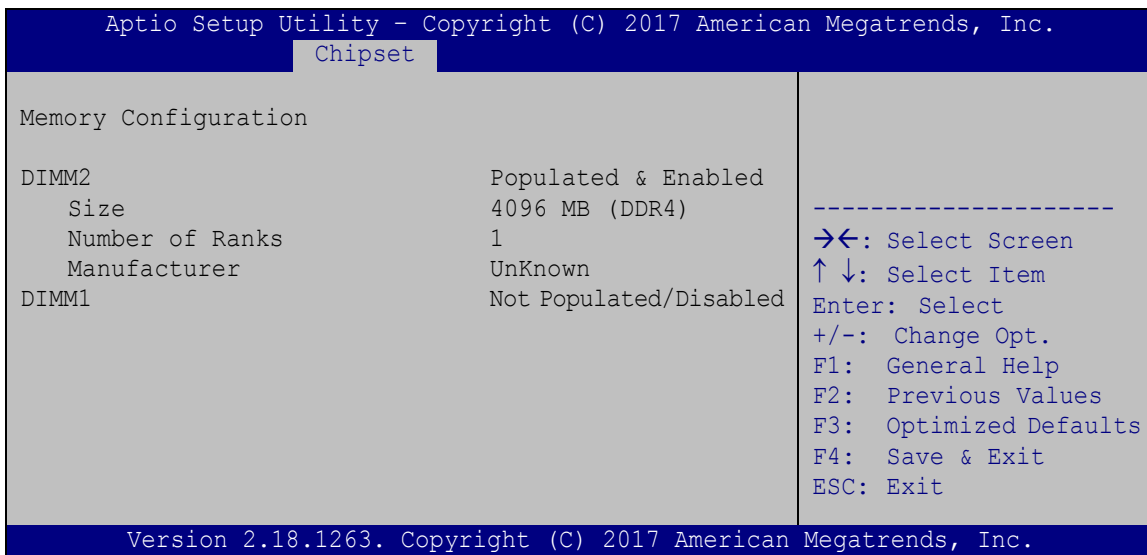 Aptio Setup Utility – Copyright (C) 2017 American Megatrends, Inc.
Chipset
Memory Configuration
DIMM2 Populated & Enabled
Size 4096 MB (DDR4)
Number of Ranks 1
Manufacturer UnKnown
DIMM1 Not Populated/Disabled
---------------------
→←: Select Screen
↑ ↓: Select Item
Enter: Select
+/-: Change Opt.
F1: General Help
F2: Previous Values
F3: Optimized Defaults
F4: Save & Exit
ESC: Exit
Version 2.18.1263. Copyright (C) 2017 American Megatrends, Inc.